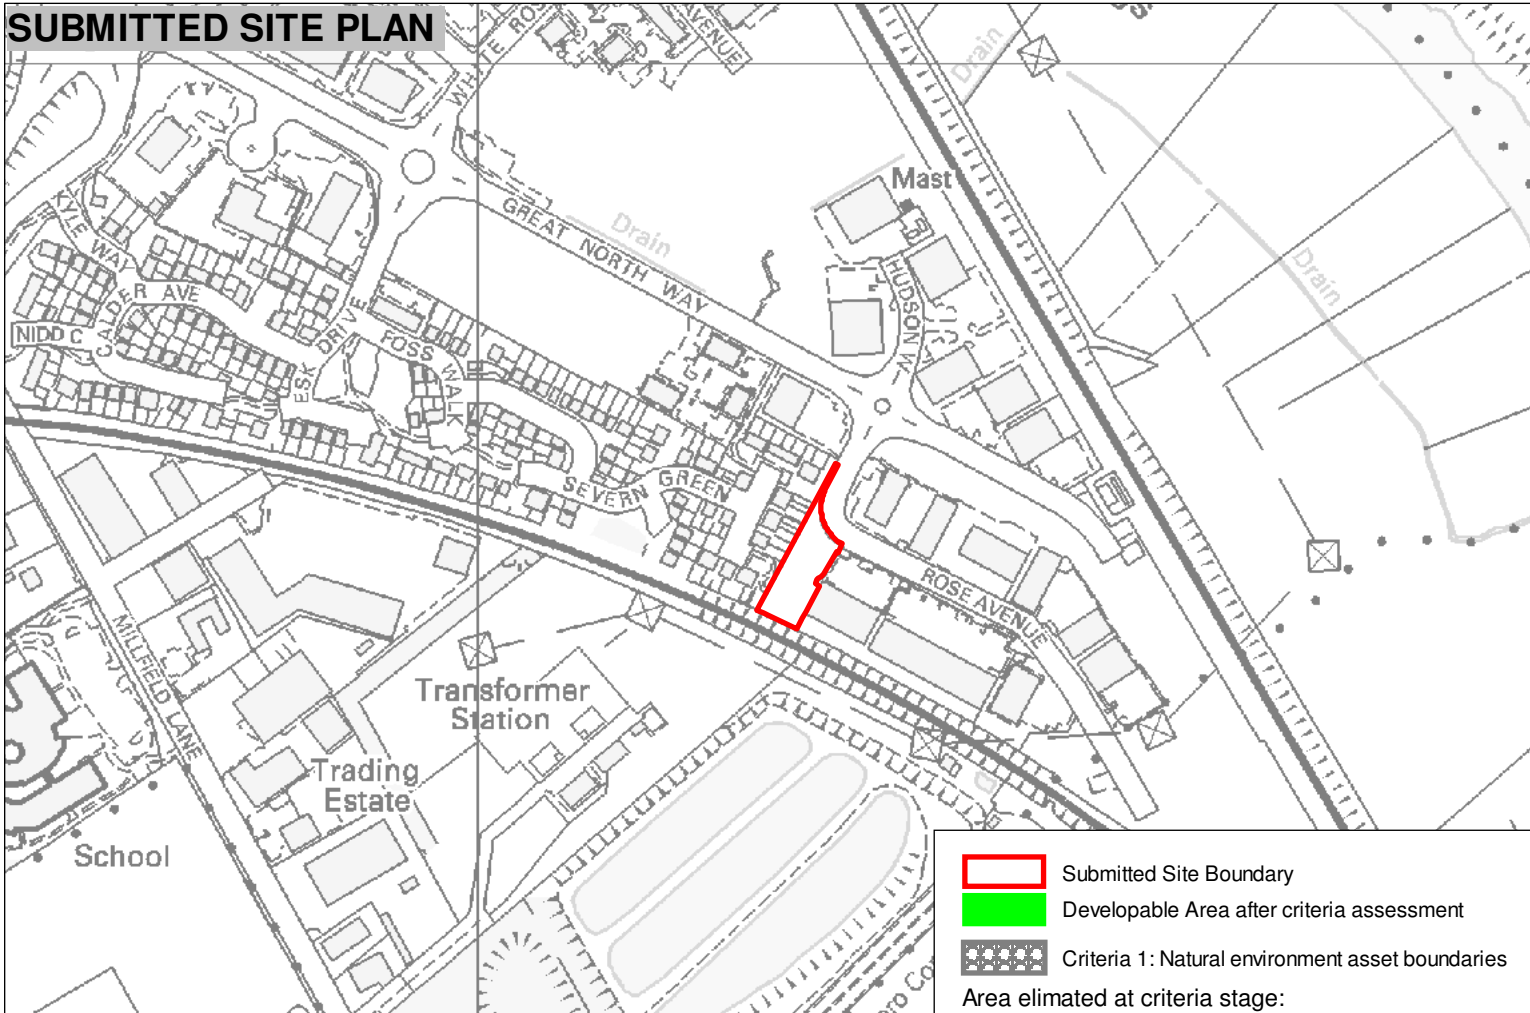 SUBMITTED SITE PLAN
AVENUE
Drain
Mast
GREAT NORTH WAY
Drain
HUDSON W
KYLE WAY
CALDER AVE
NIDD C
ESK DRIVE
FOSS WALK
SEVERN GREEN
Drain
ROSE AVENUE
MILLFIELD LANE
Transformer
Station
Trading
Estate
School
Submitted Site Boundary
Developable Area after criteria assessment
Criteria 1: Natural environment asset boundaries
Area elimated at criteria stage: